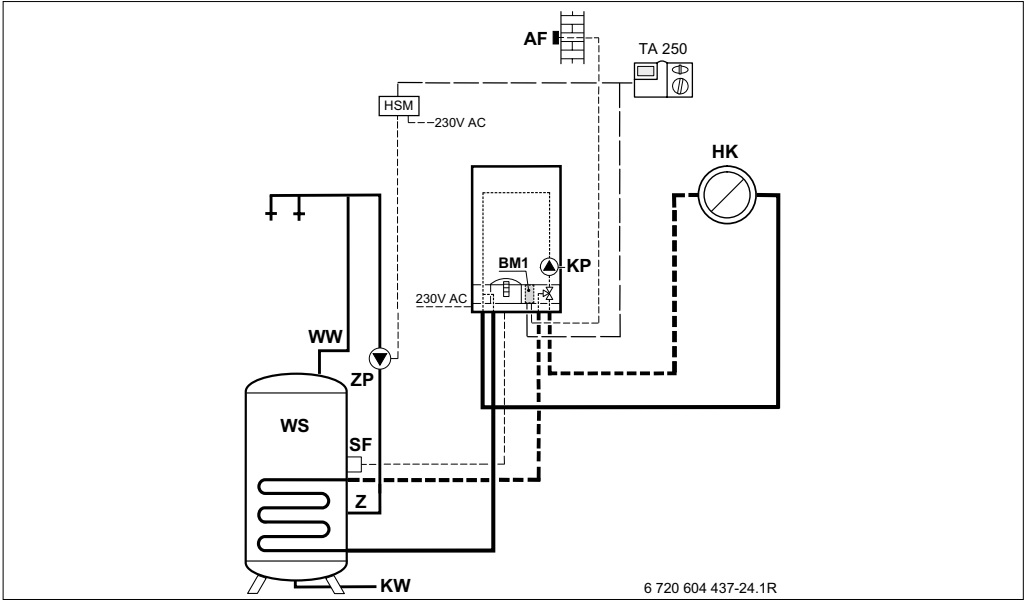 AF
TA 250
HSM
230V AC
HK
BM1
KP
230V AC
WW
ZP
WS
SF
Z
KW
6 720 604 437-24.1R